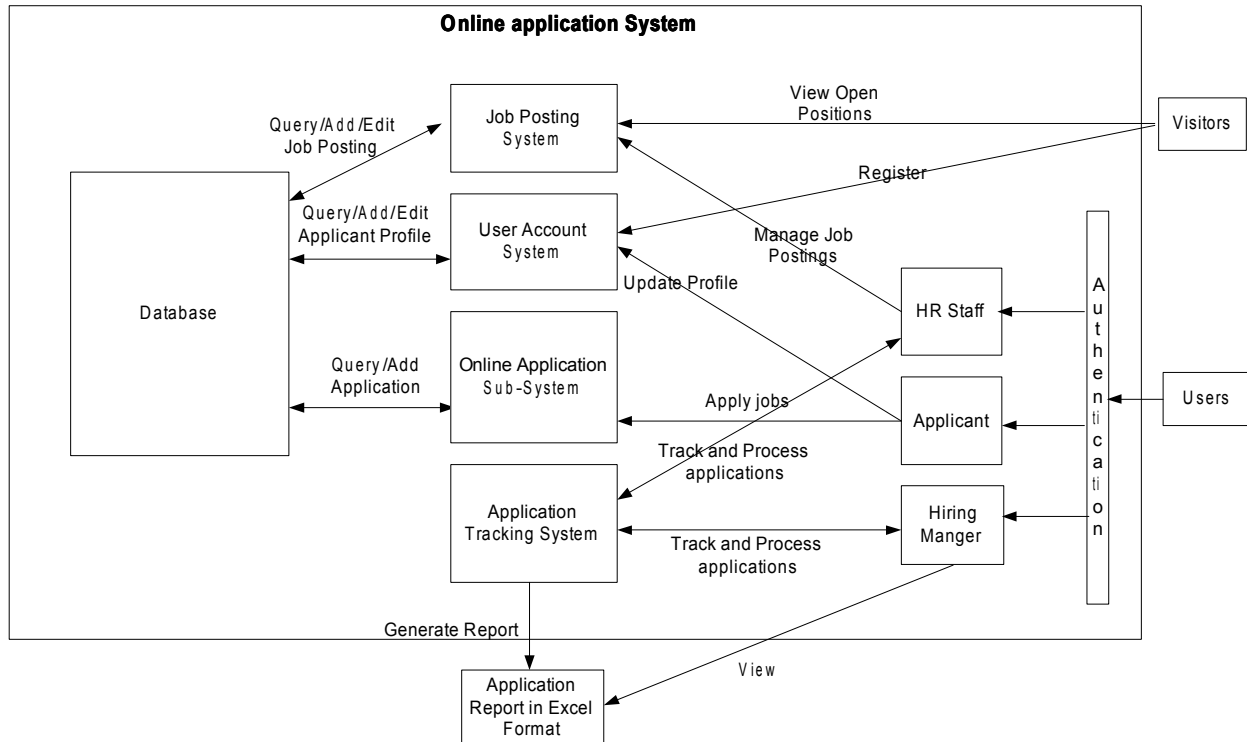 Online application System
Job Posting
System
View Open
Positions
Visitors
Query/Add/Edit
Job Posting
Register
Query/Add/Edit
Applicant Profile
User Account
System
Manage Job
Postings
Update Profile
Database
HR Staff
Authentication
Query/Add
Application
Online Application
Sub-System
Apply jobs
Applicant
Users
Track and Process
applications
Application
Tracking System
Hiring
Manger
Track and Process
applications
Generate Report
View
Application
Report in Excel
Format